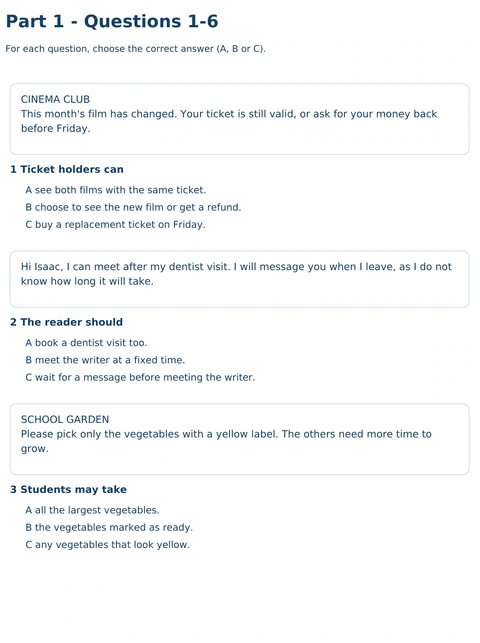 Part 1 - Questions 1-6
For each question, choose the correct answer (A, B or C).
CINEMA CLUB
This month's film has changed. Your ticket is still valid, or ask for your money back
before Friday.
1 Ticket holders can
A see both films with the same ticket.
B choose to see the new film or get a refund.
C buy a replacement ticket on Friday.
Hi Isaac, I can meet after my dentist visit. I will message you when I leave, as I do not
know how long it will take.
2 The reader should
A book a dentist visit too.
B meet the writer at a fixed time.
C wait for a message before meeting the writer.
SCHOOL GARDEN
Please pick only the vegetables with a yellow label. The others need more time to
grow.
3 Students may take
A all the largest vegetables.
B the vegetables marked as ready.
C any vegetables that look yellow.